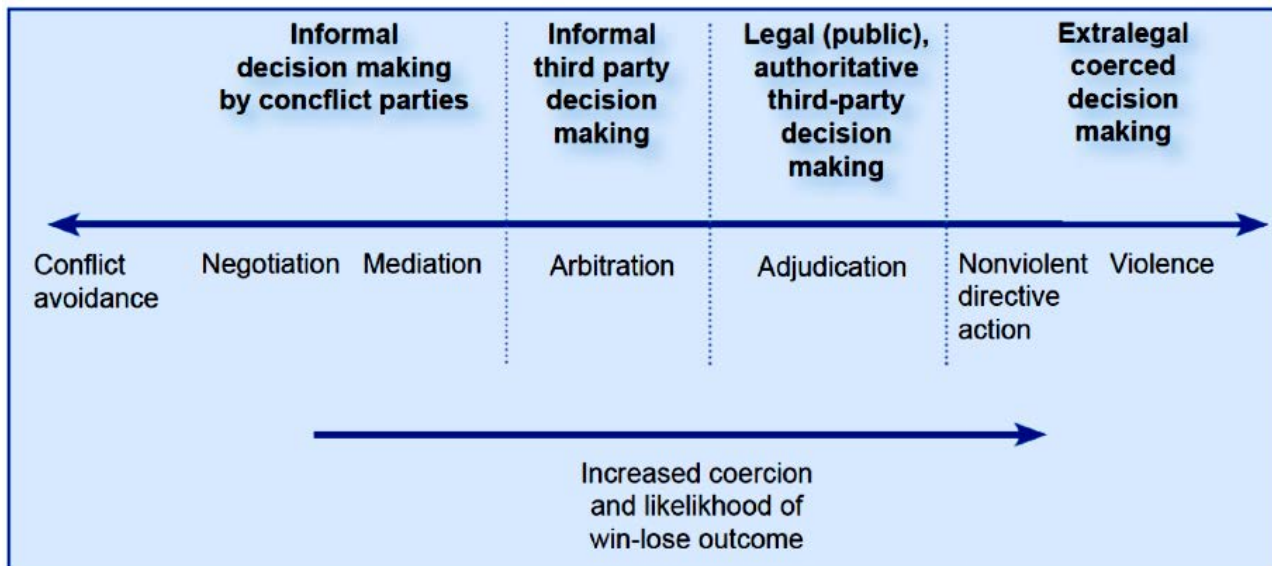 Informal
decision making
by concflict parties
Informal
third party
decision
making
Legal (public),
authoritative
third-party
decision
making
Extralegal
coerced
decision
making
Conflict
avoidance
Negotiation
Mediation
Arbitration
Adjudication
Nonviolent
directive
action
Violence
Increased coercion
and likelikhood of
win-lose outcome